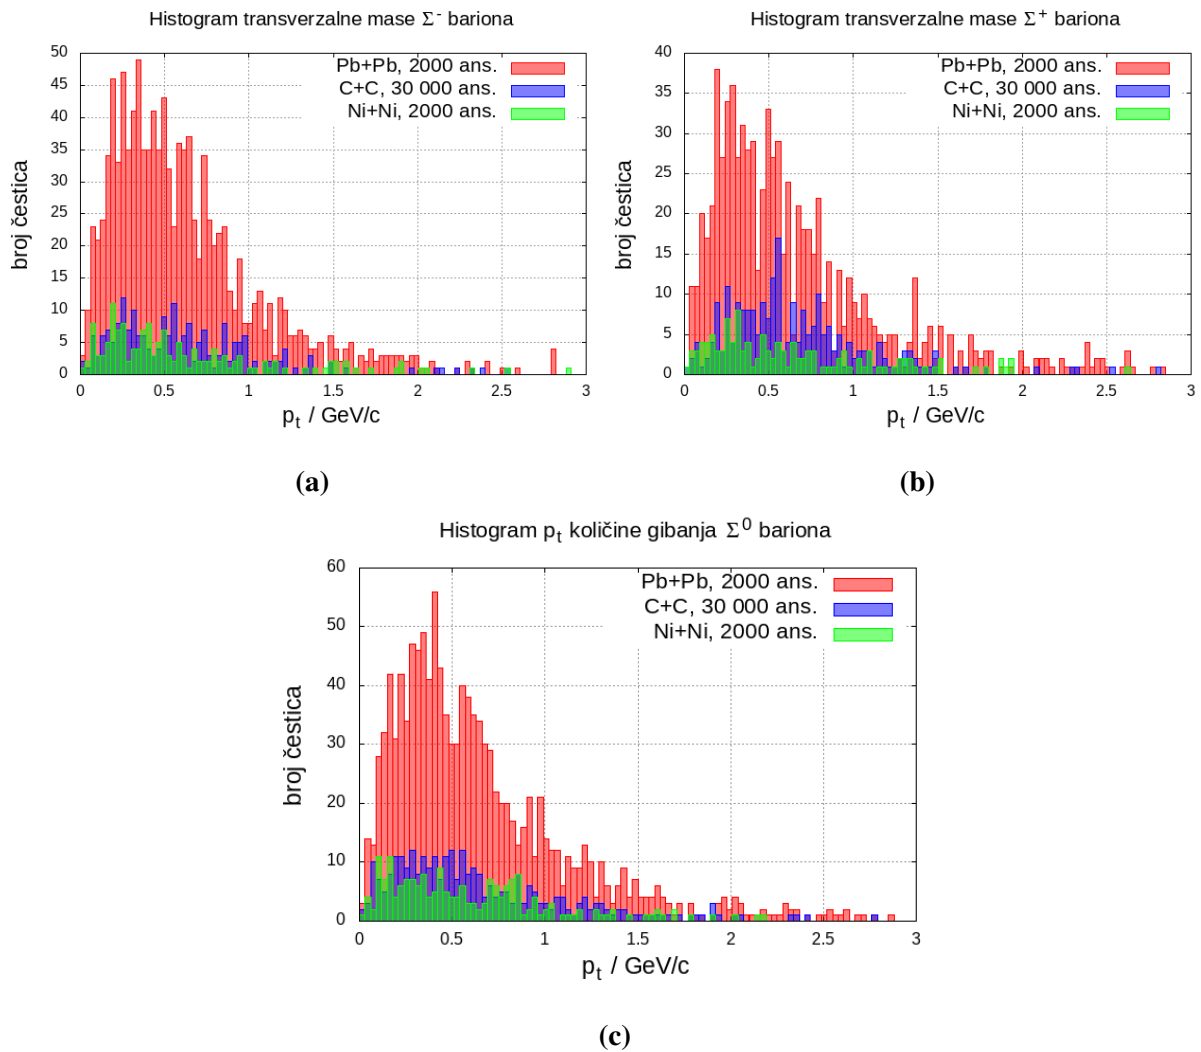 Histogram transverzalne mase Σ⁻ bariona
50
45
40
35
30
25
20
15
10
5
0
broj čestica
Pb+Pb, 2000 ans.
C+C, 30 000 ans.
Ni+Ni, 2000 ans.
0 0.5 1 1.5 2 2.5 3
p_t / GeV/c
(a)
Histogram transverzalne mase Σ⁺ bariona
40
35
30
25
20
15
10
5
0
broj čestica
Pb+Pb, 2000 ans.
C+C, 30 000 ans.
Ni+Ni, 2000 ans.
0 0.5 1 1.5 2 2.5 3
p_t / GeV/c
(b)
Histogram p_t količine gibanja Σ⁰ bariona
60
50
40
30
20
10
0
broj čestica
Pb+Pb, 2000 ans.
C+C, 30 000 ans.
Ni+Ni, 2000 ans.
0 0.5 1 1.5 2 2.5 3
p_t / GeV/c
(c)